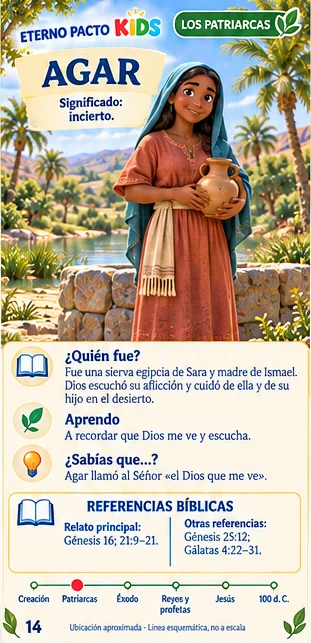 ETERNO PACTO KIDS
LOS PATRIARCAS
AGAR
Significado:
incierto.
¿Quién fue?
Fue una sierva egipcia de Sara y madre de Ismael.
Dios escuchó su aflicción y cuidó de ella y de su
hijo en el desierto.
Aprendo
A recordar que Dios me ve y escucha.
¿Sabías que...?
Agar llamó al Señor «el Dios que me ve».
REFERENCIAS BÍBLICAS
Relato principal:
Génesis 16; 21:9–21.
Otras referencias:
Génesis 25:12;
Gálatas 4:22–31.
Creación
Patriarcas
Éxodo
Reyes y
profetas
Jesús
100 d. C.
14
Ubicación aproximada - Línea esquemática, no a escala